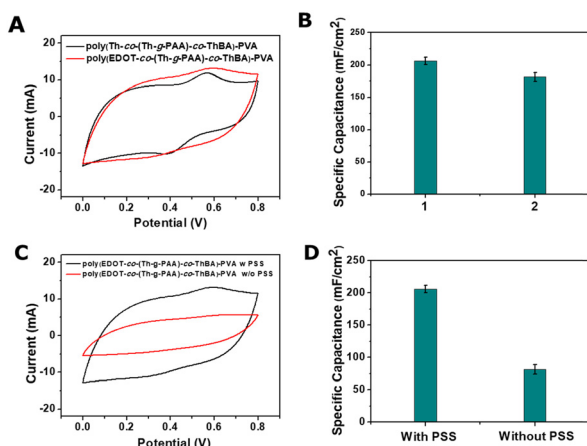 A
poly(Th-co-(Th-g-PAA)-co-ThBA)-PVA
poly(EDOT-co-(Th-g-PAA)-co-ThBA)-PVA
Current (mA)
20
10
0
-10
-20
0.0 0.2 0.4 0.6 0.8
Potential (V)
B
Specific Capacitance (mF/cm²)
250
200
150
100
50
0
1 2
C
poly(EDOT-co-(Th-g-PAA)-co-ThBA)-PVA w PSS
poly(EDOT-co-(Th-g-PAA)-co-ThBA)-PVA w/o PSS
Current (mA)
20
10
0
-10
-20
0.0 0.2 0.4 0.6 0.8
Potential (V)
D
Specific Capacitance (mF/cm²)
250
200
150
100
50
0
With PSS Without PSS